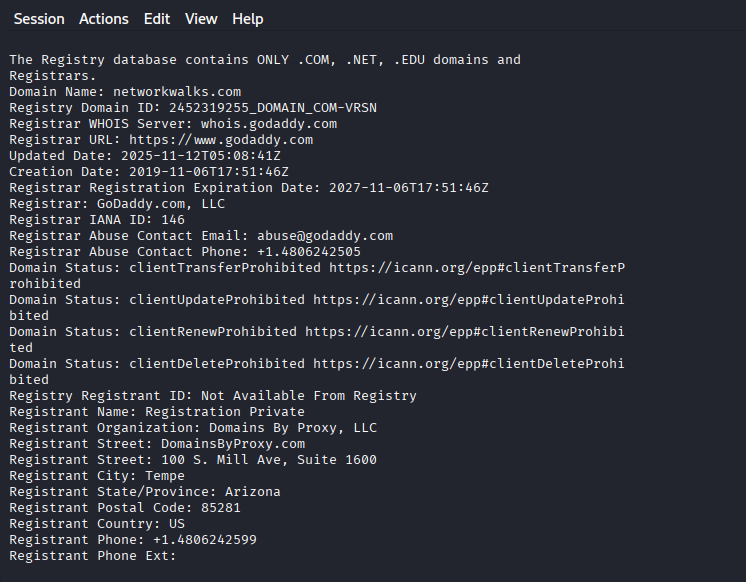 Session Actions Edit View Help
The Registry database contains ONLY .COM, .NET, .EDU domains and
Registrars.
Domain Name: networkwalks.com
Registry Domain ID: 2452319255_DOMAIN_COM-VRSN
Registrar WHOIS Server: whois.godaddy.com
Registrar URL: https://www.godaddy.com
Updated Date: 2025-11-12T05:08:41Z
Creation Date: 2019-11-06T17:51:46Z
Registrar Registration Expiration Date: 2027-11-06T17:51:46Z
Registrar: GoDaddy.com, LLC
Registrar IANA ID: 146
Registrar Abuse Contact Email: abuse@godaddy.com
Registrar Abuse Contact Phone: +1.4806242505
Domain Status: clientTransferProhibited https://icann.org/epp#clientTransferP
rohibited
Domain Status: clientUpdateProhibited https://icann.org/epp#clientUpdateProhi
bited
Domain Status: clientRenewProhibited https://icann.org/epp#clientRenewProhibi
ted
Domain Status: clientDeleteProhibited https://icann.org/epp#clientDeleteProhi
bited
Registry Registrant ID: Not Available From Registry
Registrant Name: Registration Private
Registrant Organization: Domains By Proxy, LLC
Registrant Street: DomainsByProxy.com
Registrant Street: 100 S. Mill Ave, Suite 1600
Registrant City: Tempe
Registrant State/Province: Arizona
Registrant Postal Code: 85281
Registrant Country: US
Registrant Phone: +1.4806242599
Registrant Phone Ext: